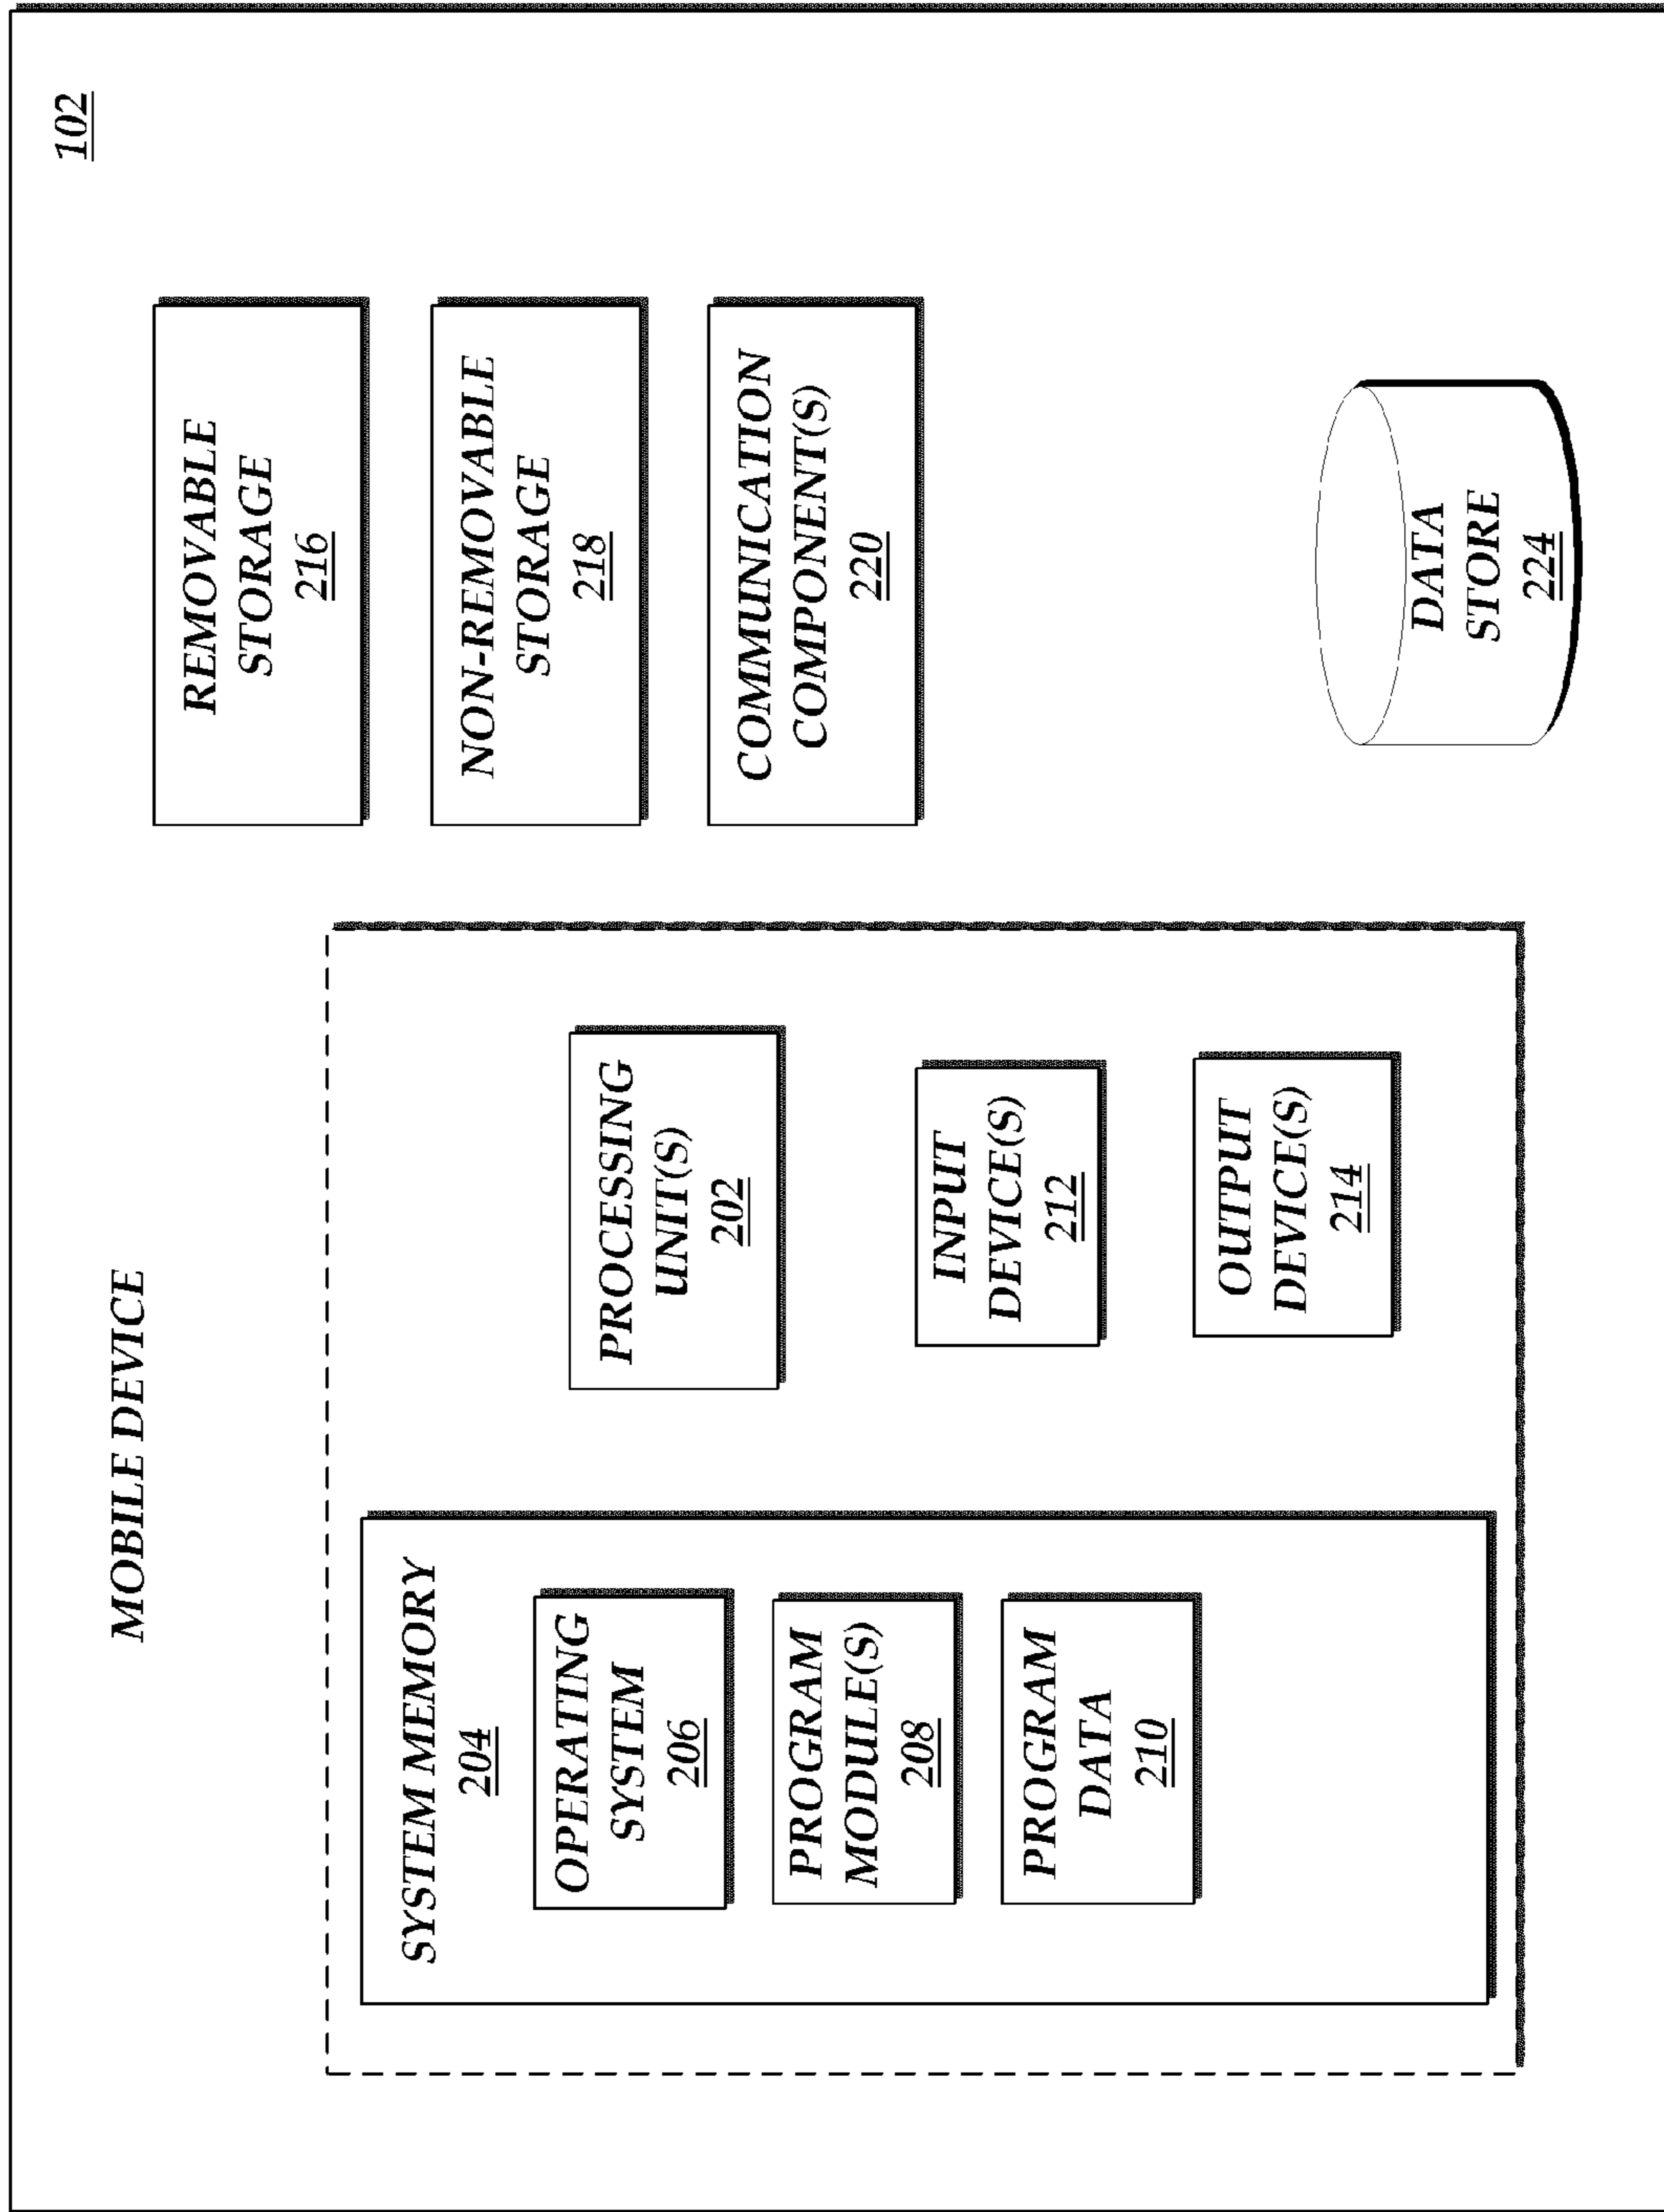 102
MOBILE DEVICE
SYSTEM MEMORY
204
OPERATING
SYSTEM
206
PROGRAM
MODULE(S)
208
PROGRAM
DATA
210
PROCESSING
UNIT(S)
202
INPUT
DEVICE(S)
212
OUTPUT
DEVICE(S)
214
REMOVABLE
STORAGE
216
NON-REMOVABLE
STORAGE
218
COMMUNICATION
COMPONENT(S)
220
DATA
STORE
224